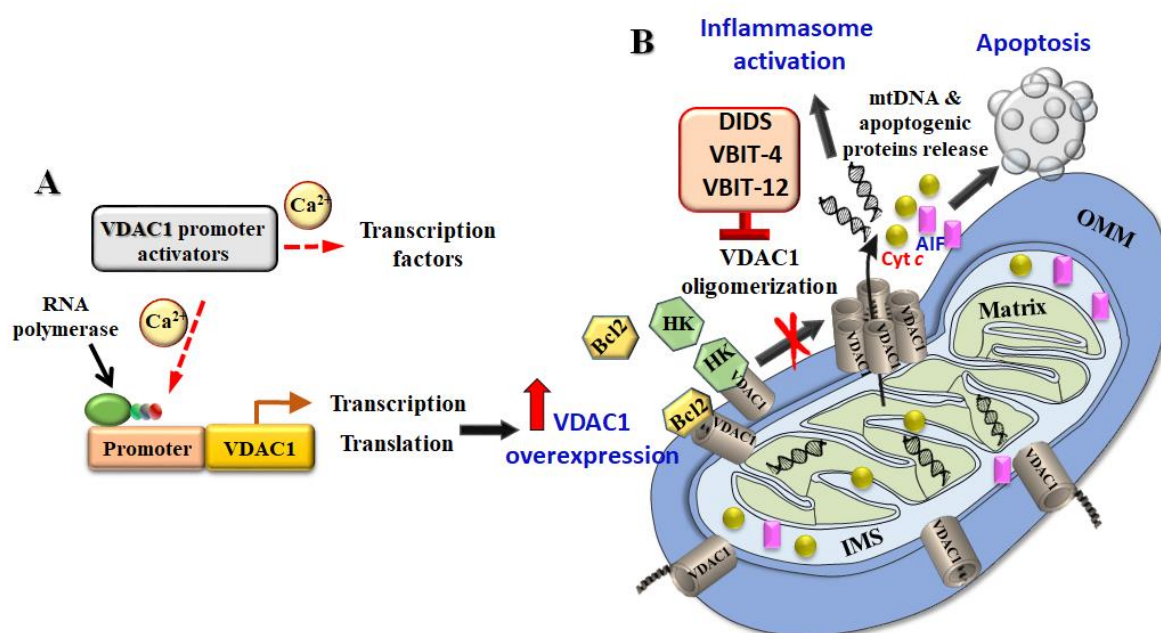 A
VDAC1 promoter
activators
Ca2+
Transcription
factors
RNA
polymerase
Ca2+
Promoter
VDAC1
Transcription
Translation
VDAC1
overexpression
B
Inflammasome
activation
Apoptosis
mtDNA &
apoptogenic
proteins release
DIDS
VBIT-4
VBIT-12
VDAC1
oligomerization
AIF
Cyt c
OMM
Matrix
IMS
Bcl2
HK
HK
VDAC1
Bcl2
VDAC1
VDAC1
VDAC1
VDAC1
VDAC1
VDAC1
VDAC1
VDAC1
VDAC1